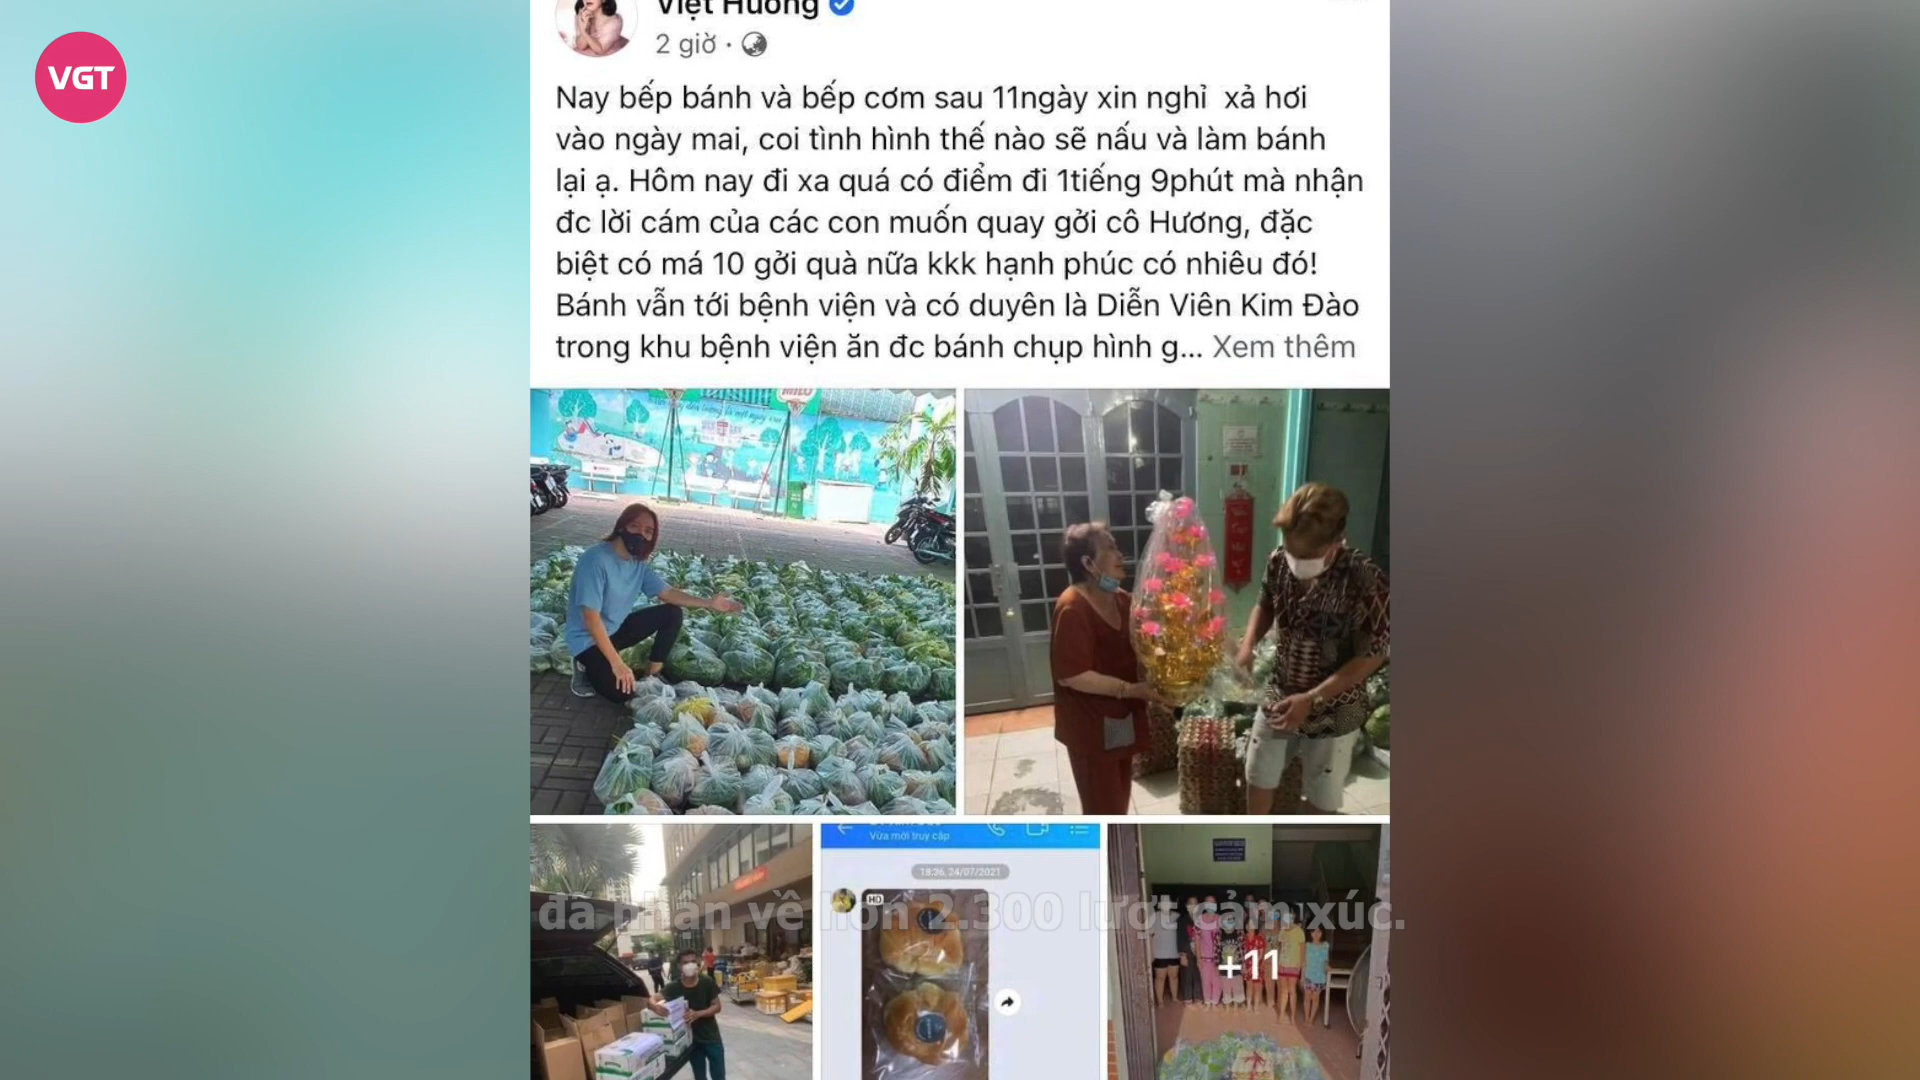 VGT
Việt Hương
2 giờ ·
Nay bếp bánh và bếp cơm sau 11ngày xin nghỉ xả hơi
vào ngày mai, coi tình hình thế nào sẽ nấu và làm bánh
lại ạ. Hôm nay đi xa quá có điểm đi 1tiếng 9phút mà nhận
đc lời cám của các con muốn quay gởi cô Hương, đặc
biệt có má 10 gởi quà nữa kkk hạnh phúc có nhiêu đó!
Bánh vẫn tới bệnh viện và có duyên là Diễn Viên Kim Đào
trong khu bệnh viện ăn đc bánh chụp hình g... Xem thêm
MILO
Vừa mới truy cập
18:36, 24/07/2021
HD
đã nhận về hơn 2.300 lượt cảm xúc.
+11